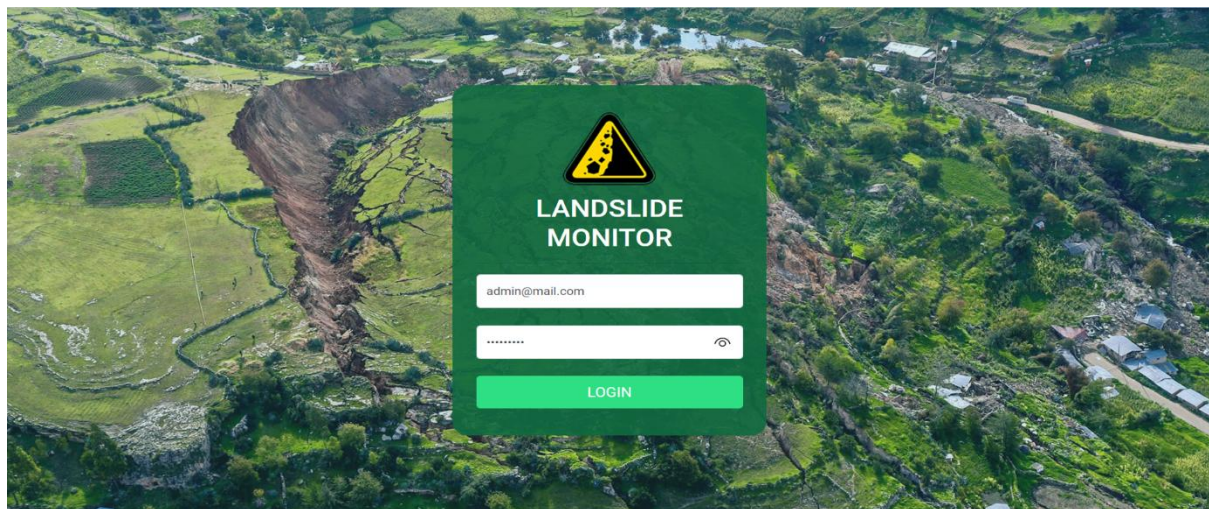 LANDSLIDE
MONITOR
admin@mail.com
.........
LOGIN